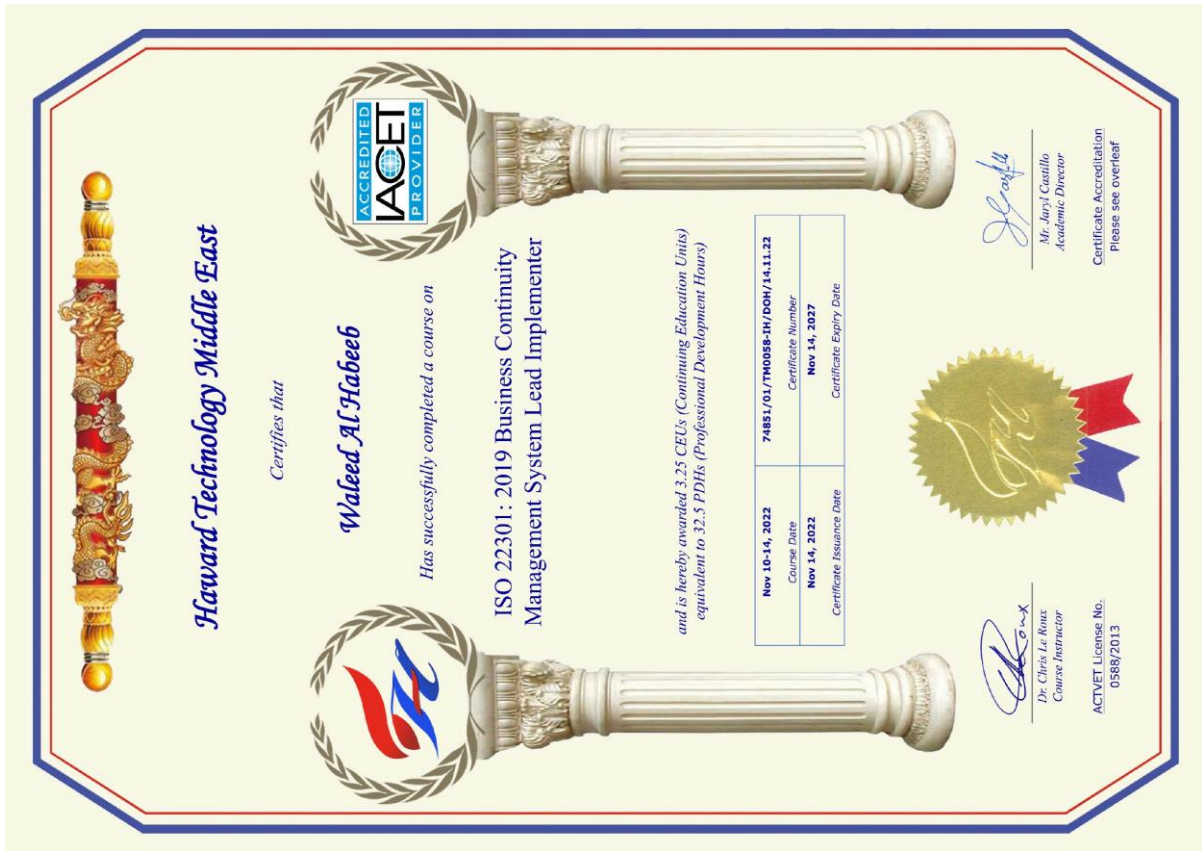 Haward Technology Middle East
Certifies that
Waleed Al Habeeb
Has successfully completed a course on
ISO 22301: 2019 Business Continuity
Management System Lead Implementer
ACCREDITED
IACET
PROVIDER
and is hereby awarded 3.25 CEUs (Continuing Education Units)
equivalent to 32.5 PDHs (Professional Development Hours)
Nov 10-14, 2022
Course Date
74851/01/TM0058-IH/DOH/14.11.22
Certificate Number
Nov 14, 2022
Certificate Issuance Date
Nov 14, 2027
Certificate Expiry Date
Dr. Chris Le Roux
Course Instructor
ACTVET License No.
0588/2013
Mr. Jaryl Castillo
Academic Director
Certificate Accreditation
Please see overleaf